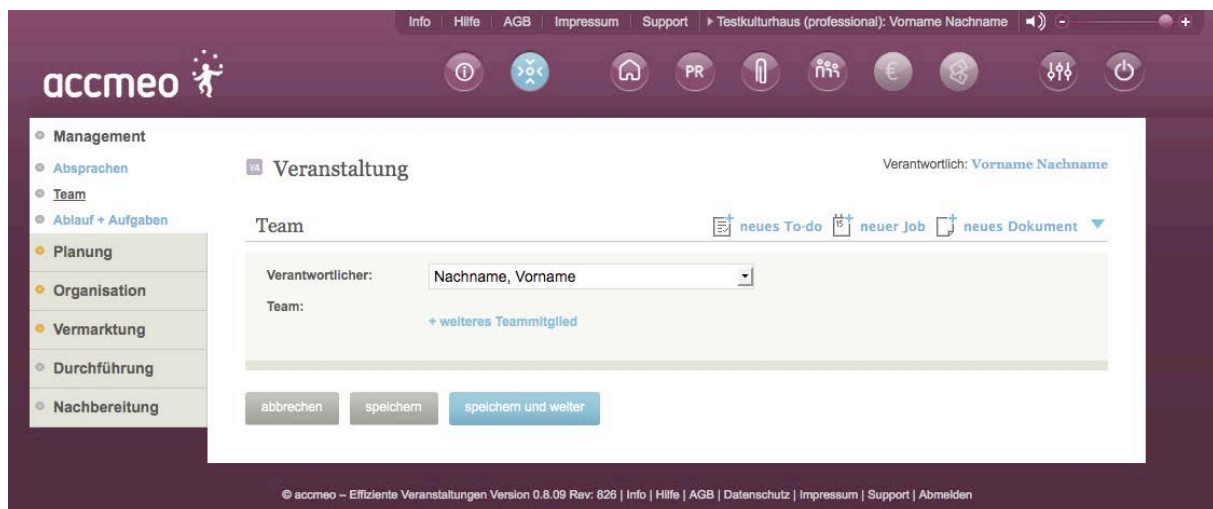 Info Hilfe AGB Impressum Support Testkulturhaus (professional): Vorname Nachname - +
accmeo
PR €
Management
Absprachen
Team
Ablauf + Aufgaben
Planung
Organisation
Vermarktung
Durchführung
Nachbereitung
VA Veranstaltung
Verantwortlich: Vorname Nachname
Team
neues To-do 15 neuer Job neues Dokument
Verantwortlicher: Nachname, Vorname
Team:
+ weiteres Teammitglied
abbrechen speichern speichern und weiter
© accmeo – Effiziente Veranstaltungen Version 0.8.09 Rev: 826 | Info | Hilfe | AGB | Datenschutz | Impressum | Support | Abmelden